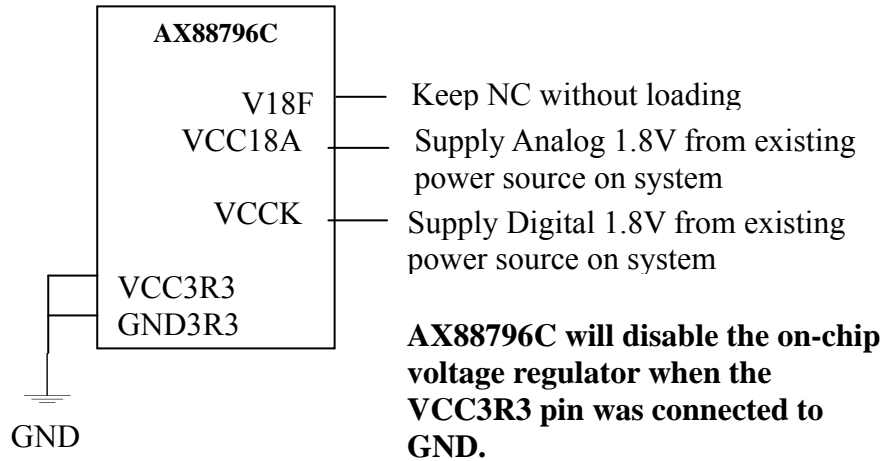 AX88796C
V18F
Keep NC without loading
VCC18A
Supply Analog 1.8V from existing
power source on system
VCCK
Supply Digital 1.8V from existing
power source on system
VCC3R3
GND3R3
GND
AX88796C will disable the on-chip
voltage regulator when the
VCC3R3 pin was connected to
GND.